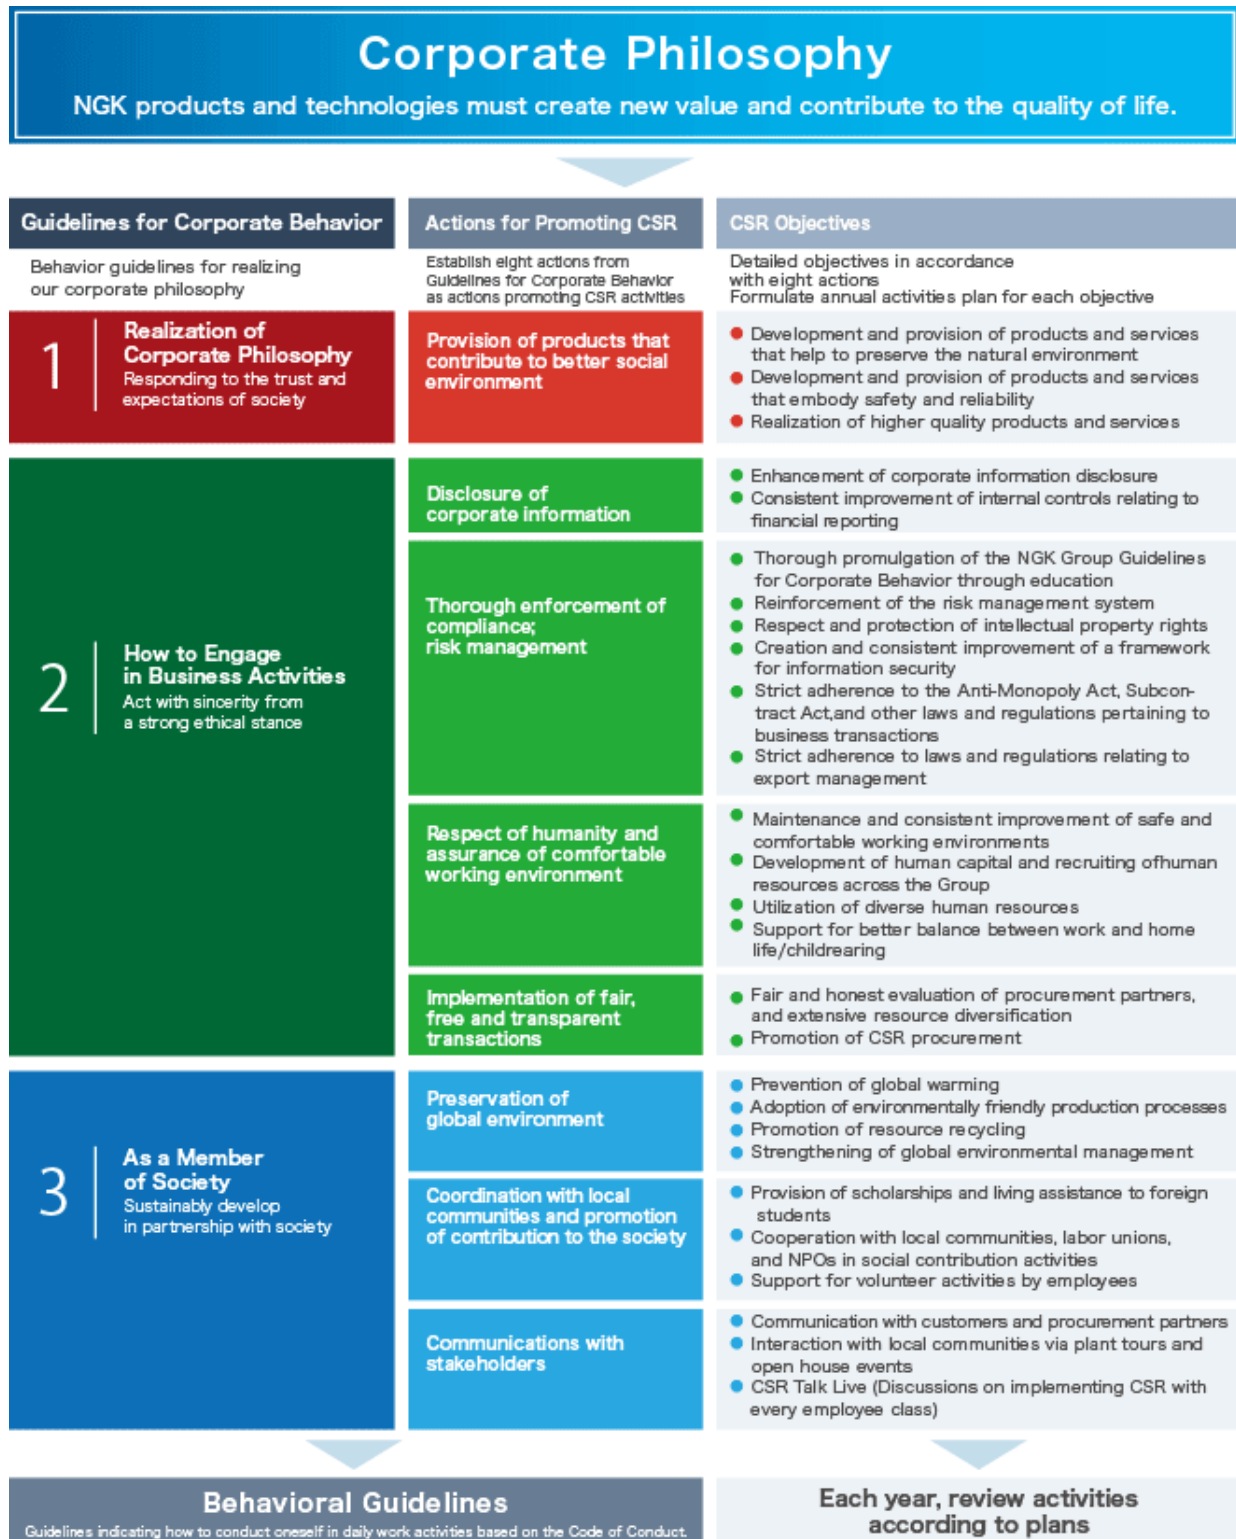 Corporate Philosophy
NGK products and technologies must create new value and contribute to the quality of life.
Guidelines for Corporate Behavior
Behavior guidelines for realizing
our corporate philosophy
Actions for Promoting CSR
Establish eight actions from
Guidelines for Corporate Behavior
as actions promoting CSR activities
CSR Objectives
Detailed objectives in accordance
with eight actions
Formulate annual activities plan for each objective
1
Realization of
Corporate Philosophy
Responding to the trust and
expectations of society
Provision of products that
contribute to better social
environment
Development and provision of products and services
that help to preserve the natural environment
Development and provision of products and services
that embody safety and reliability
Realization of higher quality products and services
2
How to Engage
in Business Activities
Act with sincerity from
a strong ethical stance
Disclosure of
corporate information
Enhancement of corporate information disclosure
Consistent improvement of internal controls relating to
financial reporting
Thorough enforcement of
compliance;
risk management
Thorough promulgation of the NGK Group Guidelines
for Corporate Behavior through education
Reinforcement of the risk management system
Respect and protection of intellectual property rights
Creation and consistent improvement of a framework
for information security
Strict adherence to the Anti-Monopoly Act, Subcon-
tract Act,and other laws and regulations pertaining to
business transactions
Strict adherence to laws and regulations relating to
export management
Respect of humanity and
assurance of comfortable
working environment
Maintenance and consistent improvement of safe and
comfortable working environments
Development of human capital and recruiting ofhuman
resources across the Group
Utilization of diverse human resources
Support for better balance between work and home
life/childrearing
Implementation of fair,
free and transparent
transactions
Fair and honest evaluation of procurement partners,
and extensive resource diversification
Promotion of CSR procurement
3
As a Member
of Society
Sustainably develop
in partnership with society
Preservation of
global environment
Prevention of global warming
Adoption of environmentally friendly production processes
Promotion of resource recycling
Strengthening of global environmental management
Coordination with local
communities and promotion
of contribution to the society
Provision of scholarships and living assistance to foreign
students
Cooperation with local communities, labor unions,
and NPOs in social contribution activities
Support for volunteer activities by employees
Communications with
stakeholders
Communication with customers and procurement partners
Interaction with local communities via plant tours and
open house events
CSR Talk Live (Discussions on implementing CSR with
every employee class)
Behavioral Guidelines
Guidelines indicating how to conduct oneself in daily work activities based on the Code of Conduct.
Each year, review activities
according to plans